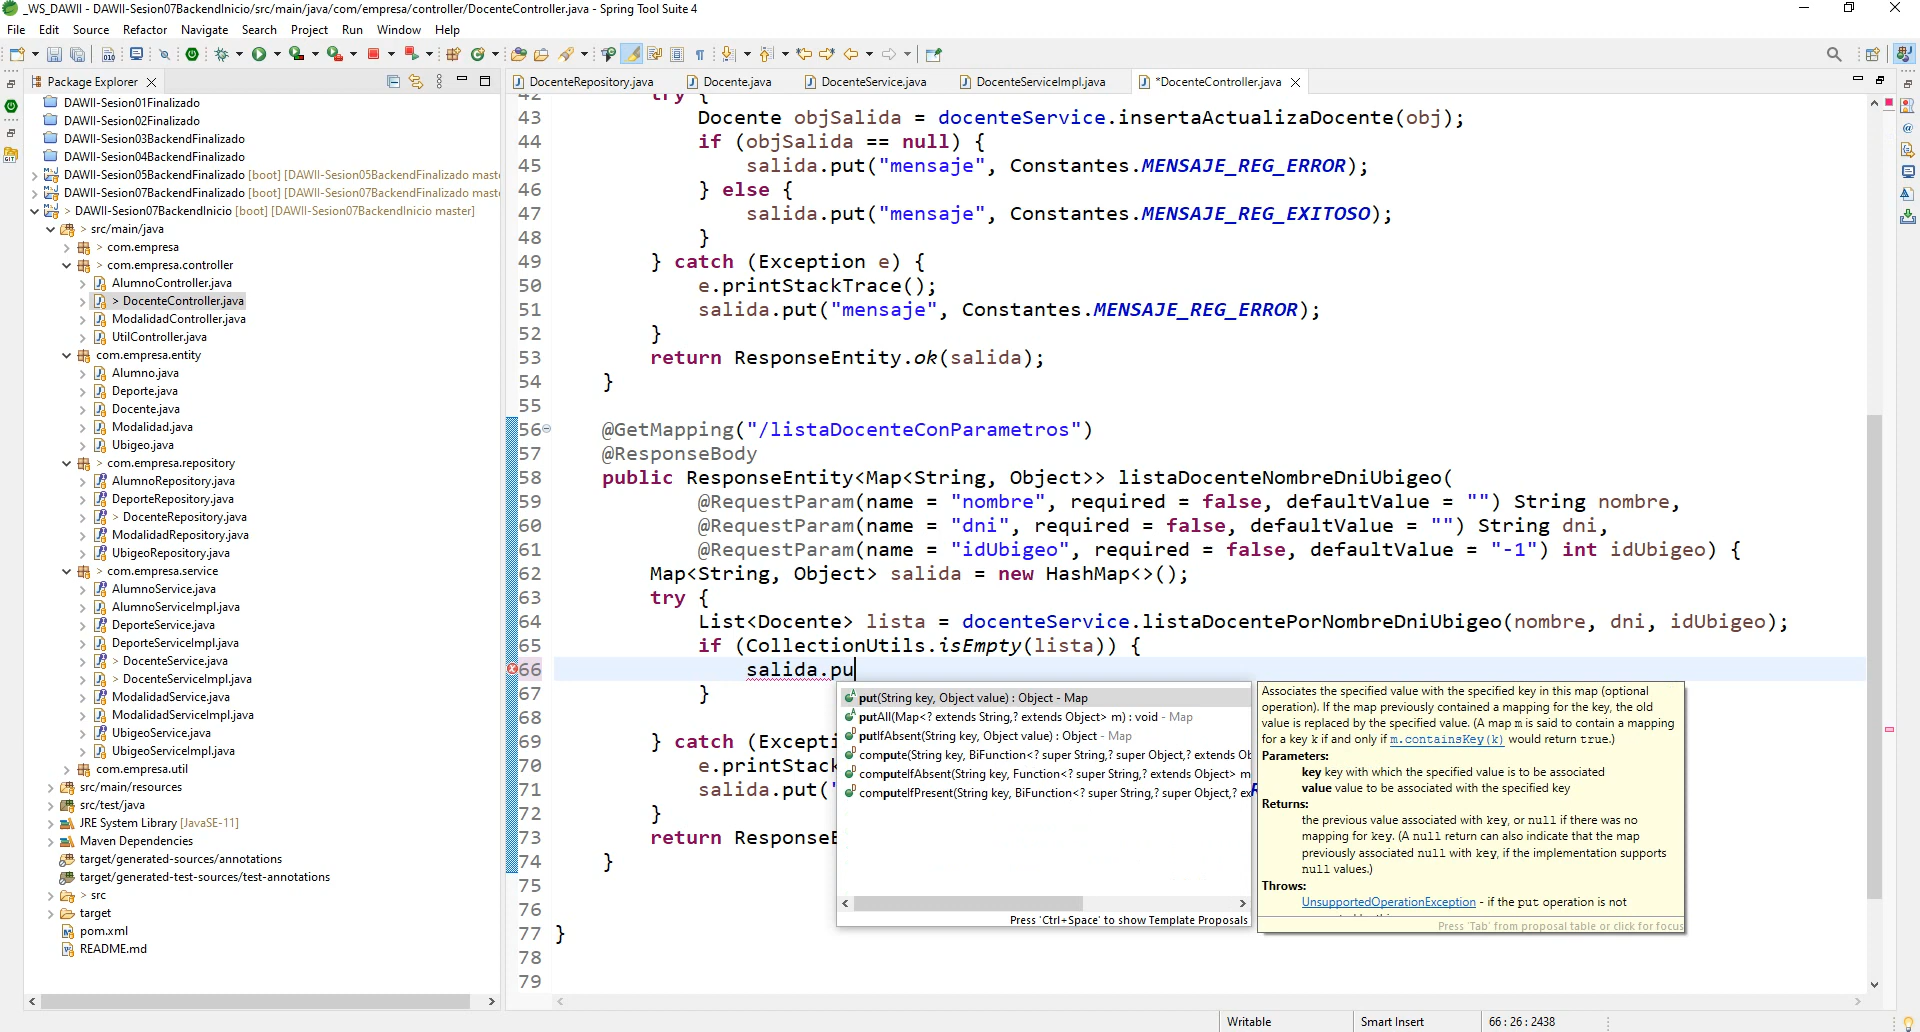 _WS_DAWII - DAWII-Sesion07BackendInicio/src/main/java/com/empresa/controller/DocenteController.java - Spring Tool Suite 4
File Edit Source Refactor Navigate Search Project Run Window Help
Package Explorer
DocenteRepository.java Docente.java DocenteService.java DocenteServiceImpl.java *DocenteController.java
DAWII-Sesion01Finalizado
DAWII-Sesion02Finalizado
DAWII-Sesion03BackendFinalizado
DAWII-Sesion04BackendFinalizado
DAWII-Sesion05BackendFinalizado [boot] [DAWII-Sesion05BackendFinalizado mast
DAWII-Sesion07BackendFinalizado [boot] [DAWII-Sesion07BackendFinalizado mast
> DAWII-Sesion07BackendInicio [boot] [DAWII-Sesion07BackendInicio master]
> src/main/java
> com.empresa
> com.empresa.controller
AlumnoController.java
> DocenteController.java
ModalidadController.java
UtilController.java
com.empresa.entity
Alumno.java
Deporte.java
Docente.java
Modalidad.java
Ubigeo.java
> com.empresa.repository
AlumnoRepository.java
DeporteRepository.java
> DocenteRepository.java
ModalidadRepository.java
UbigeoRepository.java
> com.empresa.service
AlumnoService.java
AlumnoServiceImpl.java
DeporteService.java
DeporteServiceImpl.java
> DocenteService.java
> DocenteServiceImpl.java
ModalidadService.java
ModalidadServiceImpl.java
UbigeoService.java
UbigeoServiceImpl.java
com.empresa.util
src/main/resources
src/test/java
JRE System Library [JavaSE-11]
Maven Dependencies
target/generated-sources/annotations
target/generated-test-sources/test-annotations
> src
target
pom.xml
README.md
42 try {
43 Docente objSalida = docenteService.insertaActualizaDocente(obj);
44 if (objSalida == null) {
45 salida.put("mensaje", Constantes.MENSAJE_REG_ERROR);
46 } else {
47 salida.put("mensaje", Constantes.MENSAJE_REG_EXITOSO);
48 }
49 } catch (Exception e) {
50 e.printStackTrace();
51 salida.put("mensaje", Constantes.MENSAJE_REG_ERROR);
52 }
53 return ResponseEntity.ok(salida);
54 }
55
56 @GetMapping("/listaDocenteConParametros")
57 @ResponseBody
58 public ResponseEntity<Map<String, Object>> listaDocenteNombreDniUbigeo(
59 @RequestParam(name = "nombre", required = false, defaultValue = "") String nombre,
60 @RequestParam(name = "dni", required = false, defaultValue = "") String dni,
61 @RequestParam(name = "idUbigeo", required = false, defaultValue = "-1") int idUbigeo) {
62 Map<String, Object> salida = new HashMap<>();
63 try {
64 List<Docente> lista = docenteService.listaDocentePorNombreDniUbigeo(nombre, dni, idUbigeo);
65 if (CollectionUtils.isEmpty(lista)) {
66 salida.pu
67 }
68
69 } catch (Excepti
70 e.printStack
71 salida.put("
72 }
73 return ResponseE
74 }
75
76
77 }
78
79
put(String key, Object value) : Object - Map
putAll(Map<? extends String,? extends Object> m) : void - Map
putIfAbsent(String key, Object value) : Object - Map
compute(String key, BiFunction<? super String,? super Object,? extends Ob
computeIfAbsent(String key, Function<? super String,? extends Object> m
computeIfPresent(String key, BiFunction<? super String,? super Object,? ex
Press 'Ctrl+Space' to show Template Proposals
Associates the specified value with the specified key in this map (optional
operation). If the map previously contained a mapping for the key, the old
value is replaced by the specified value. (A map m is said to contain a mapping
for a key k if and only if m.containsKey(k) would return true.)
Parameters:
key key with which the specified value is to be associated
value value to be associated with the specified key
Returns:
the previous value associated with key, or null if there was no
mapping for key. (A null return can also indicate that the map
previously associated null with key, if the implementation supports
null values.)
Throws:
UnsupportedOperationException - if the put operation is not
Press 'Tab' from proposal table or click for focus
Writable Smart Insert 66 : 26 : 2438